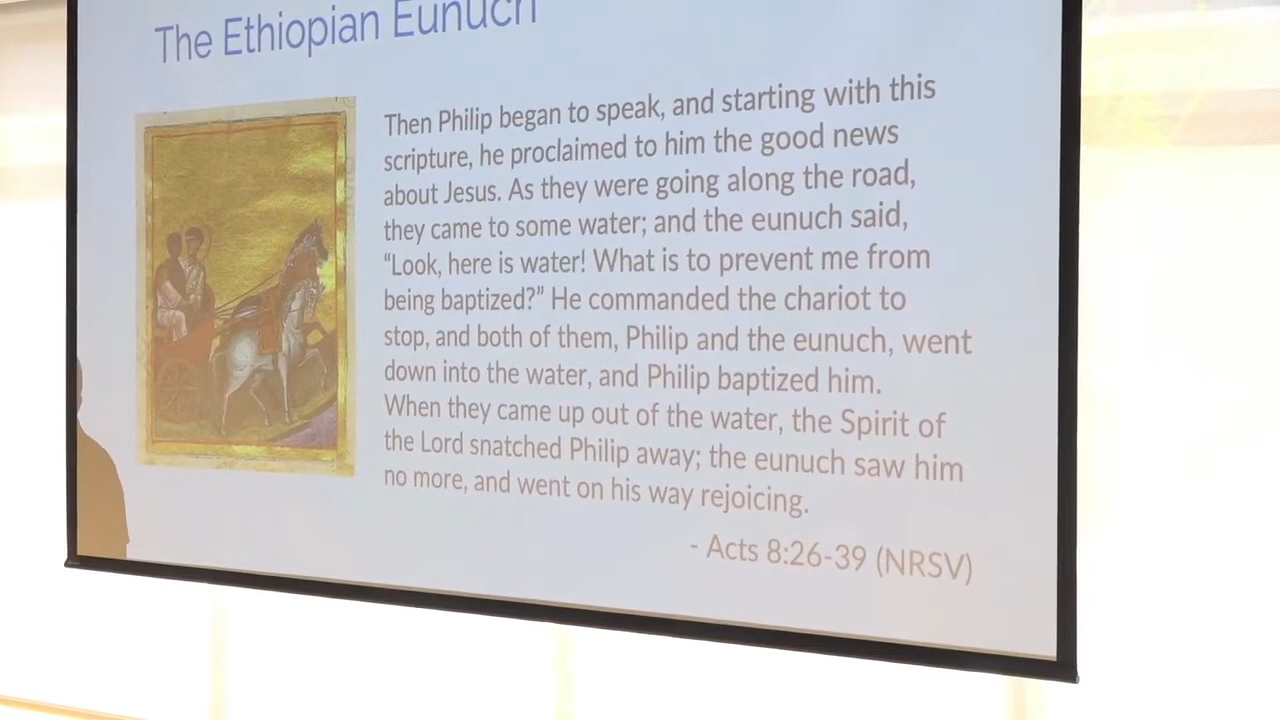 The Ethiopian Eunuch
Then Philip began to speak, and starting with this
scripture, he proclaimed to him the good news
about Jesus. As they were going along the road,
they came to some water; and the eunuch said,
“Look, here is water! What is to prevent me from
being baptized?” He commanded the chariot to
stop, and both of them, Philip and the eunuch, went
down into the water, and Philip baptized him.
When they came up out of the water, the Spirit of
the Lord snatched Philip away; the eunuch saw him
no more, and went on his way rejoicing.
- Acts 8:26-39 (NRSV)